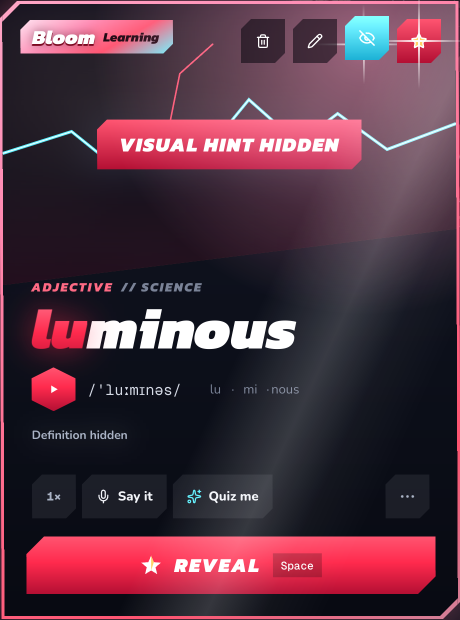 Bloom Learning
VISUAL HINT HIDDEN
ADJECTIVE // SCIENCE
luminous
/ˈluːmɪnəs/ lu · mi · nous
Definition hidden
1× Say it Quiz me
REVEAL Space